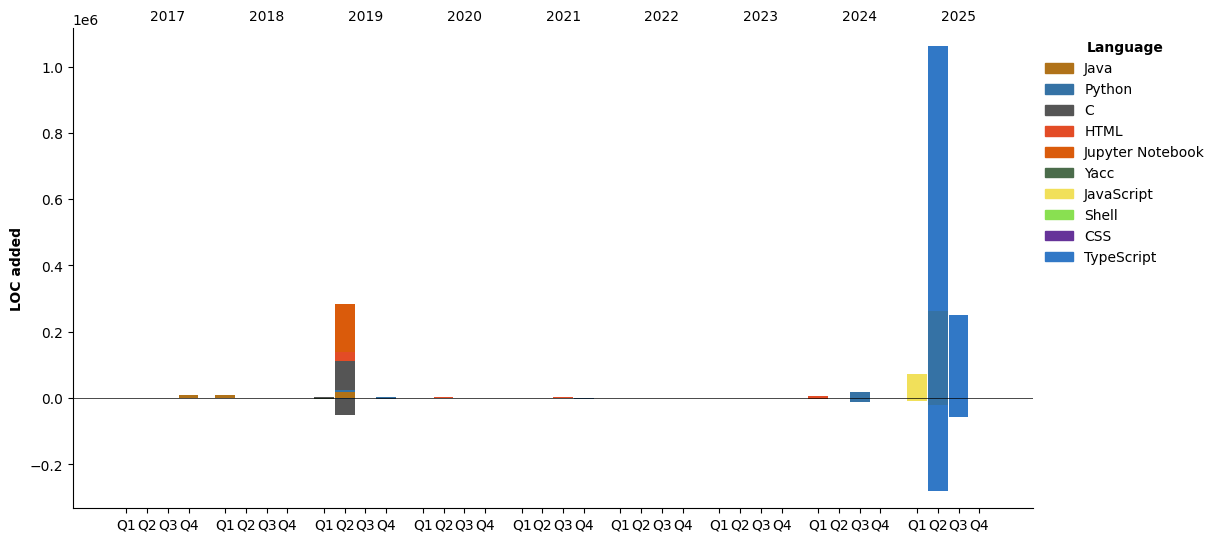 1e6
2017 2018 2019 2020 2021 2022 2023 2024 2025
LOC added
1.0
0.8
0.6
0.4
0.2
0.0
−0.2
Q1 Q2 Q3 Q4 Q1 Q2 Q3 Q4 Q1 Q2 Q3 Q4 Q1 Q2 Q3 Q4 Q1 Q2 Q3 Q4 Q1 Q2 Q3 Q4 Q1 Q2 Q3 Q4 Q1 Q2 Q3 Q4 Q1 Q2 Q3 Q4
Language
Java
Python
C
HTML
Jupyter Notebook
Yacc
JavaScript
Shell
CSS
TypeScript